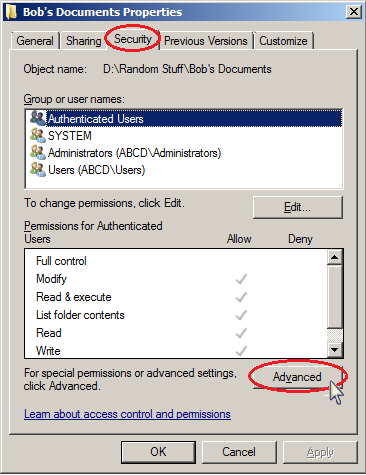 Bob's Documents Properties
General Sharing Security Previous Versions Customize
Object name: D:\Random Stuff\Bob's Documents
Group or user names:
Authenticated Users
SYSTEM
Administrators (ABCD\Administrators)
Users (ABCD\Users)
To change permissions, click Edit.
Edit...
Permissions for Authenticated
Users Allow Deny
Full control
Modify
Read & execute
List folder contents
Read
Write
For special permissions or advanced settings,
click Advanced.
Advanced
Learn about access control and permissions
OK Cancel Apply